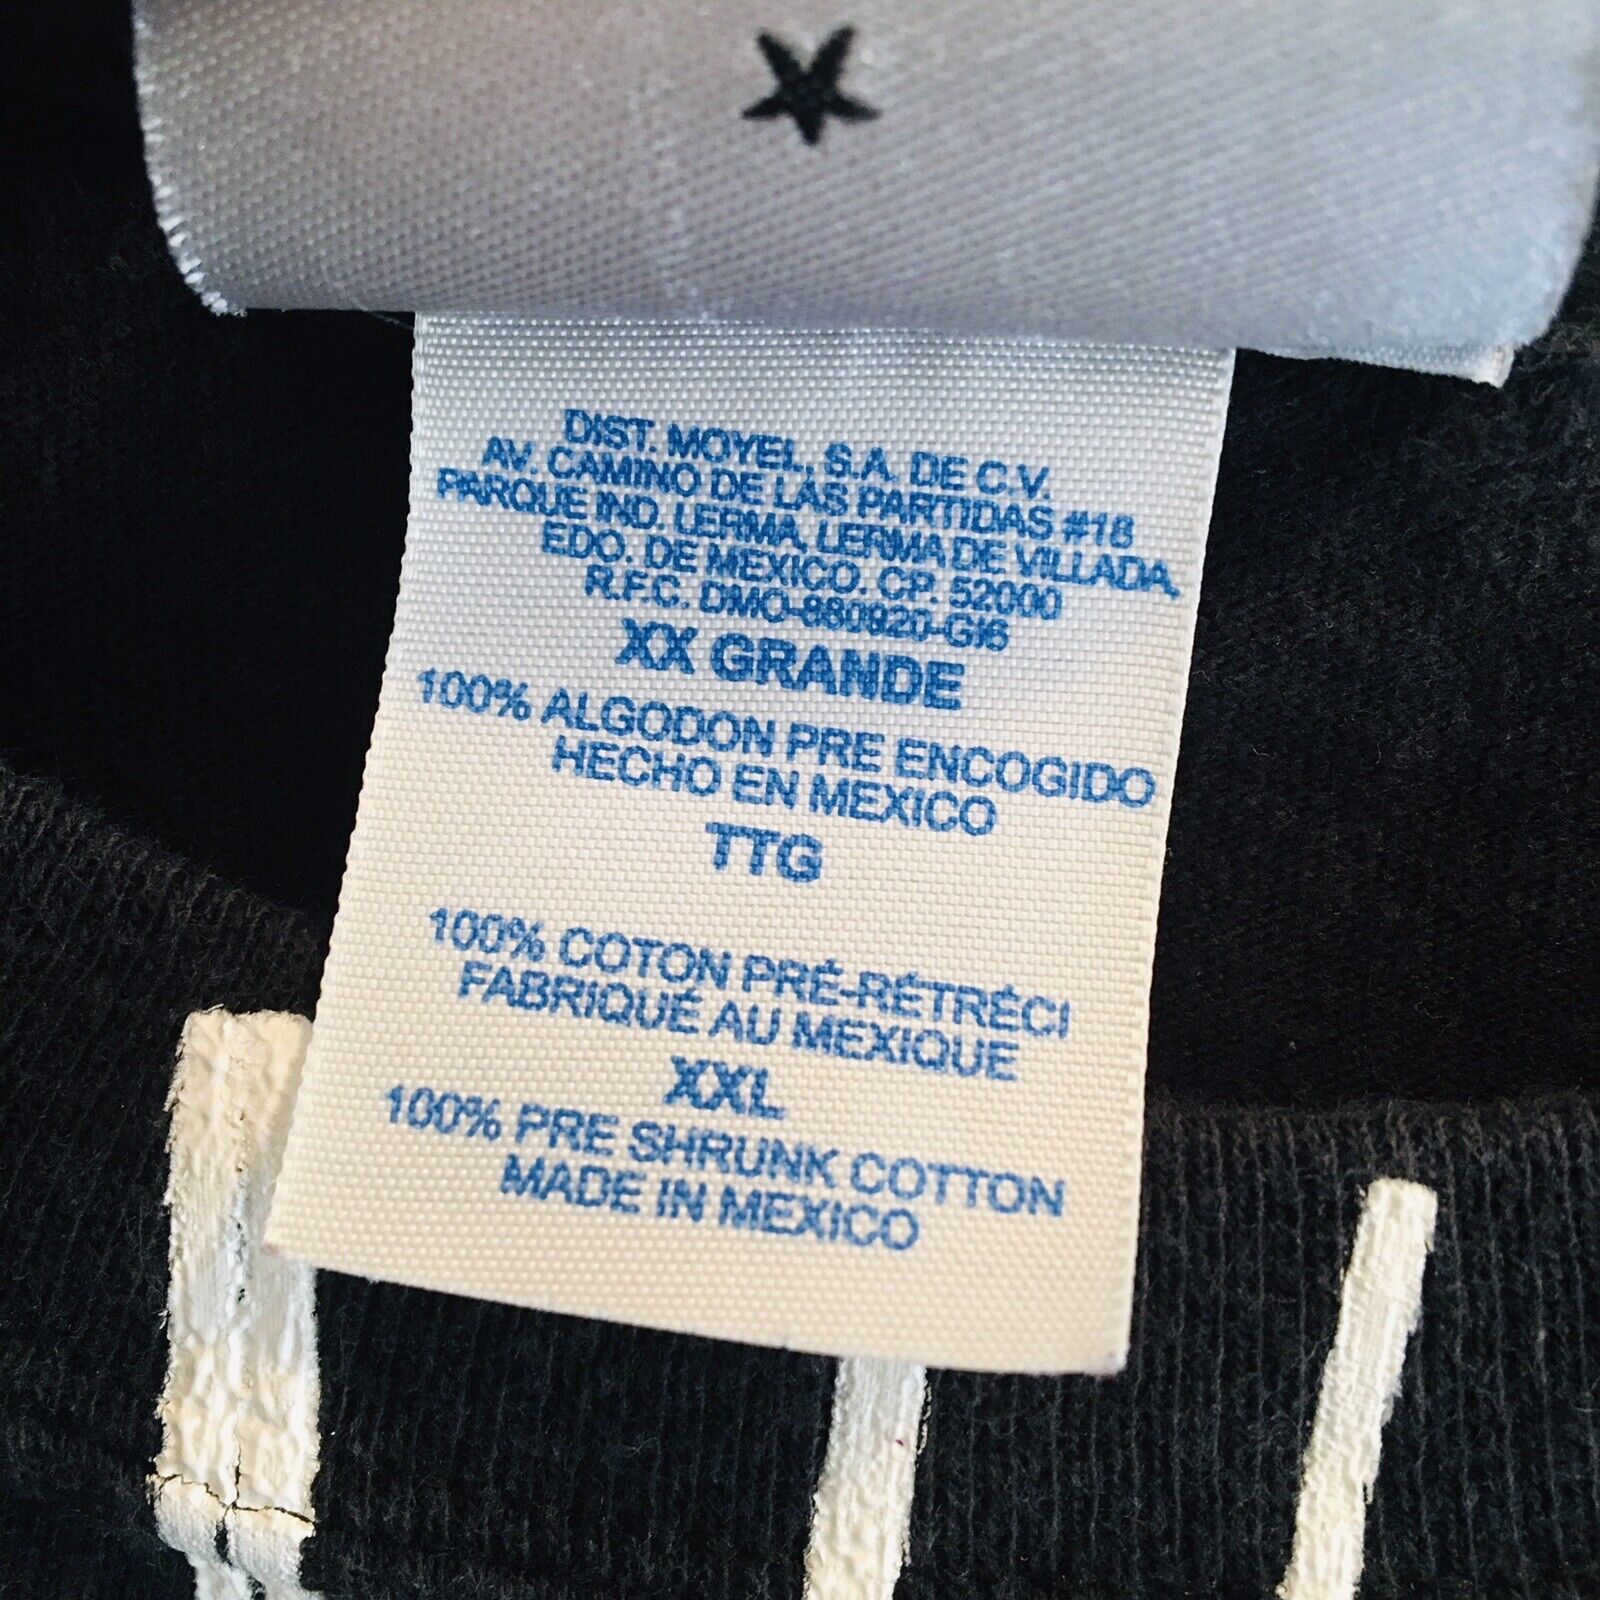 DIST. MOYEL, S.A. DE C.V.
AV. CAMINO DE LAS PARTIDAS #18
PARQUE IND. LERMA, LERMA DE VILLADA,
EDO. DE MEXICO. CP. 52000
R.F.C. DMO-880920-GI6
XX GRANDE
100% ALGODON PRE ENCOGIDO
HECHO EN MEXICO
TTG
100% COTON PRÉ-RÉTRÉCI
FABRIQUÉ AU MEXIQUE
XXL
100% PRE SHRUNK COTTON
MADE IN MEXICO